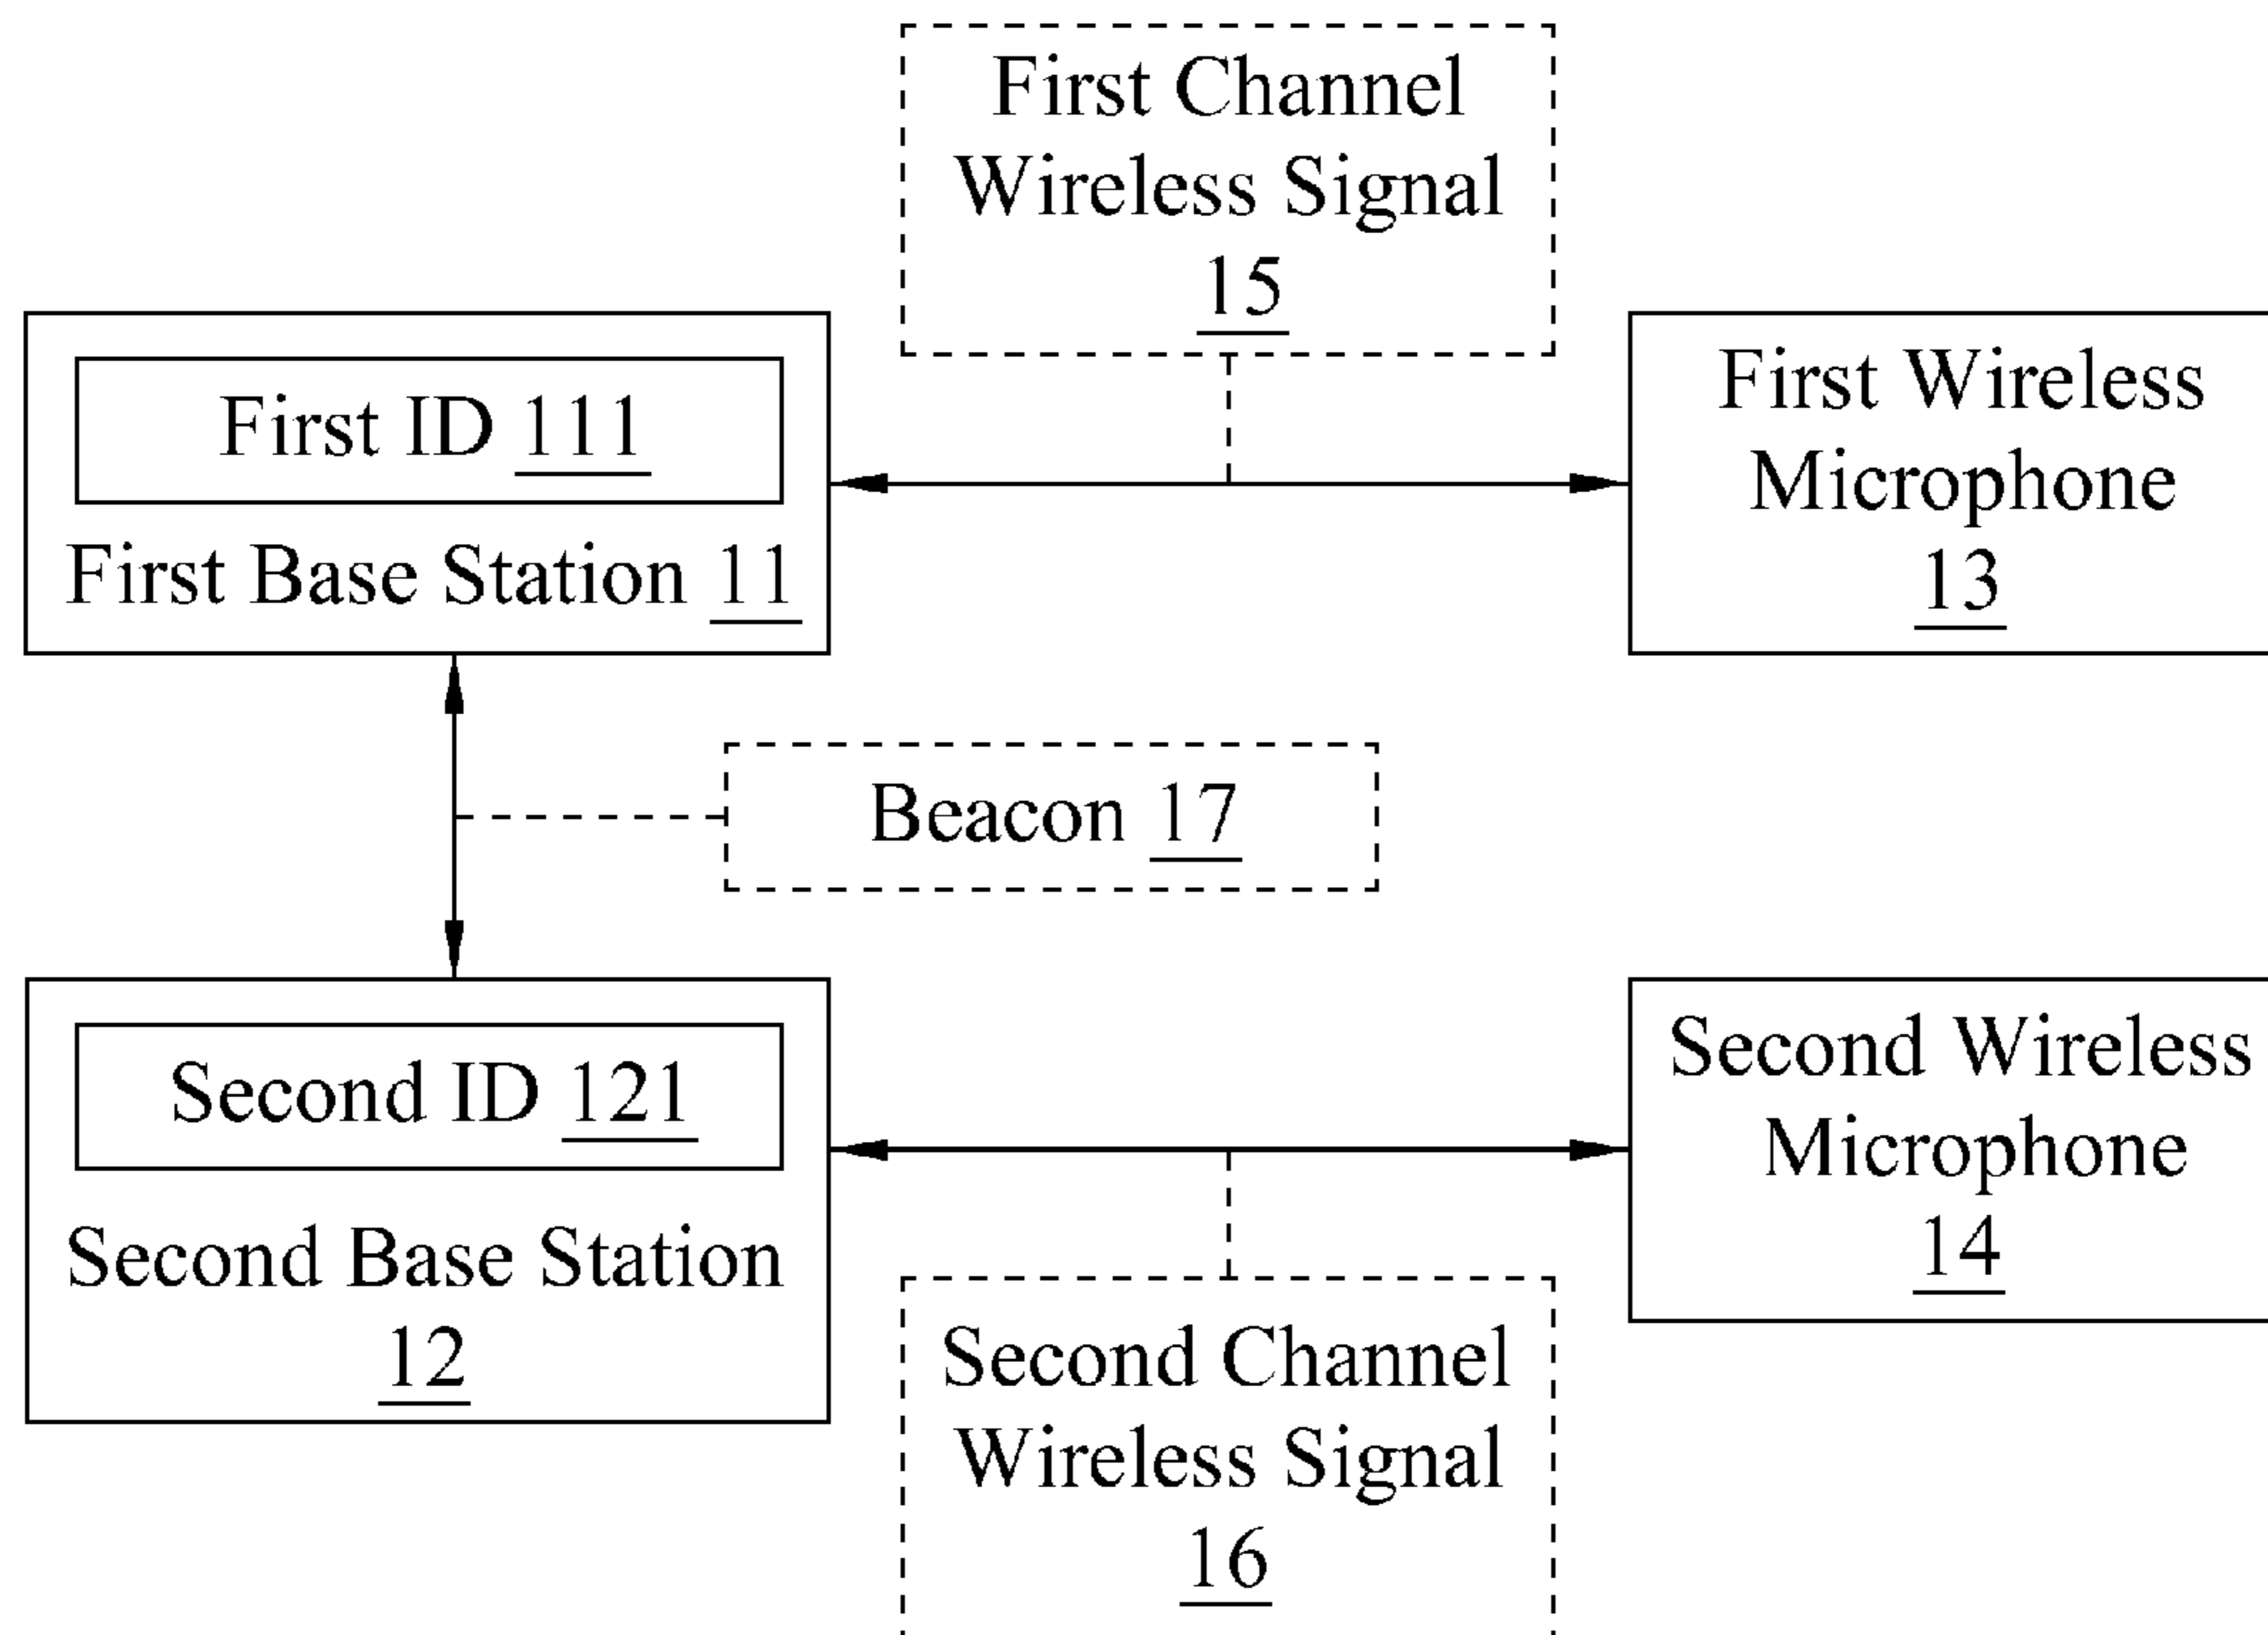 First Channel
Wireless Signal
15
First ID 111
First Base Station 11
First Wireless
Microphone
13
Beacon 17
Second ID 121
Second Base Station
12
Second Wireless
Microphone
14
Second Channel
Wireless Signal
16